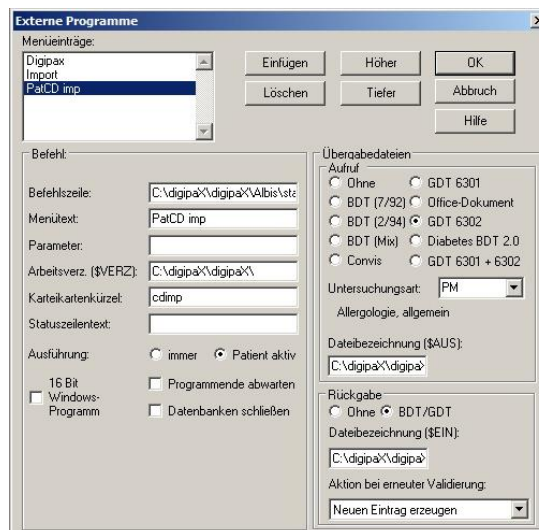 Externe Programme
Menüeinträge:
Digipax
Import
PatCD imp
Einfügen
Höher
OK
Löschen
Tiefer
Abbruch
Hilfe
Befehl:
Befehlszeile: C:\digipaX\digipaX\Albis\sta
Menütext: PatCD imp
Parameter:
Arbeitsverz. ($VERZ): C:\digipaX\digipaX\
Karteikartenkürzel: cdimp
Statuszeilentext:
Ausführung: immer Patient aktiv
16 Bit Windows-Programm
Programmende abwarten
Datenbanken schließen
Übergabedateien
Aufruf
Ohne GDT 6301
BDT (7/92) Office-Dokument
BDT (2/94) GDT 6302
BDT (Mix) Diabetes BDT 2.0
Convis GDT 6301 + 6302
Untersuchungsart: PM
Allergologie, allgemein
Dateibezeichnung ($AUS):
C:\digipaX\digipa
Rückgabe
Ohne BDT/GDT
Dateibezeichnung ($EIN):
C:\digipaX\digipa
Aktion bei erneuter Validierung:
Neuen Eintrag erzeugen